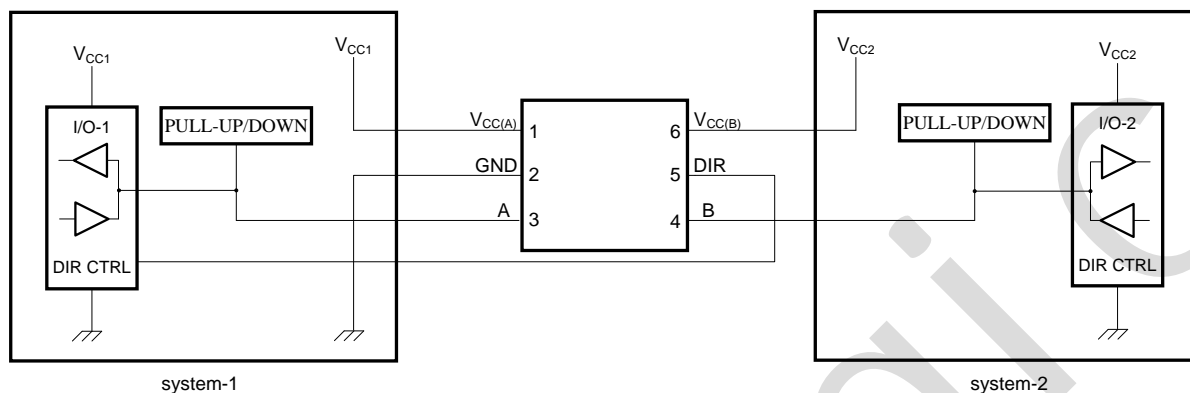 VCC1
I/O-1
DIR CTRL
PULL-UP/DOWN
VCC1
VCC(A)
GND
A
1
2
3
6
5
4
VCC(B)
DIR
B
VCC2
PULL-UP/DOWN
VCC2
I/O-2
DIR CTRL
system-1
system-2